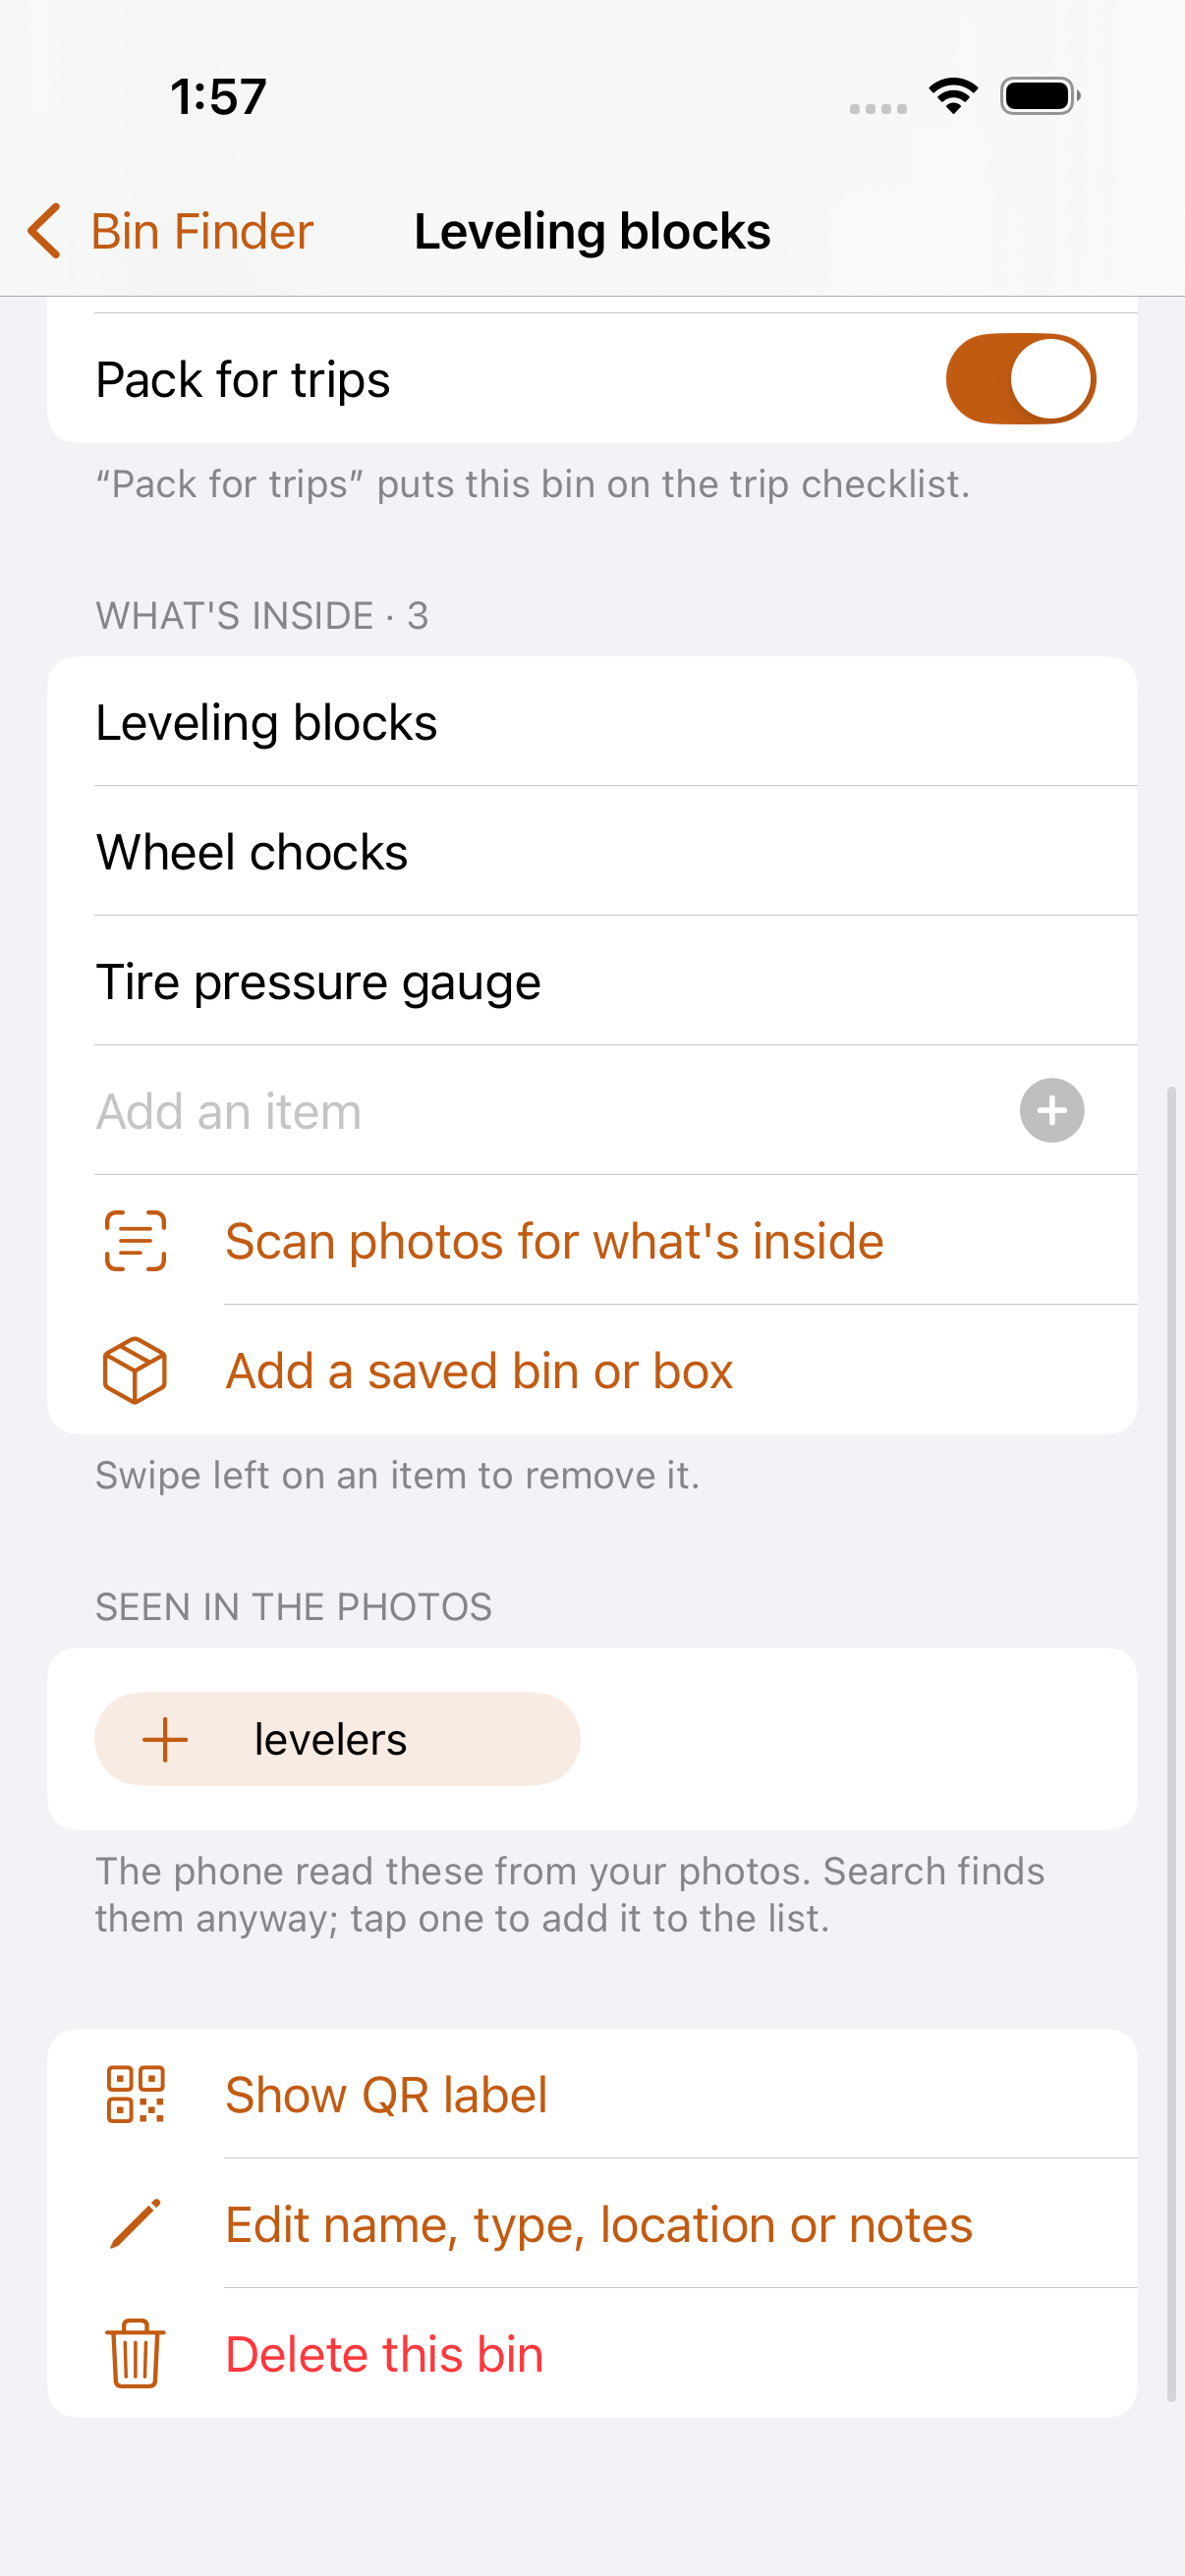 1:57
Bin Finder
Leveling blocks
Pack for trips
“Pack for trips” puts this bin on the trip checklist.
WHAT'S INSIDE · 3
Leveling blocks
Wheel chocks
Tire pressure gauge
Add an item
Scan photos for what's inside
Add a saved bin or box
Swipe left on an item to remove it.
SEEN IN THE PHOTOS
levelers
The phone read these from your photos. Search finds
them anyway; tap one to add it to the list.
Show QR label
Edit name, type, location or notes
Delete this bin